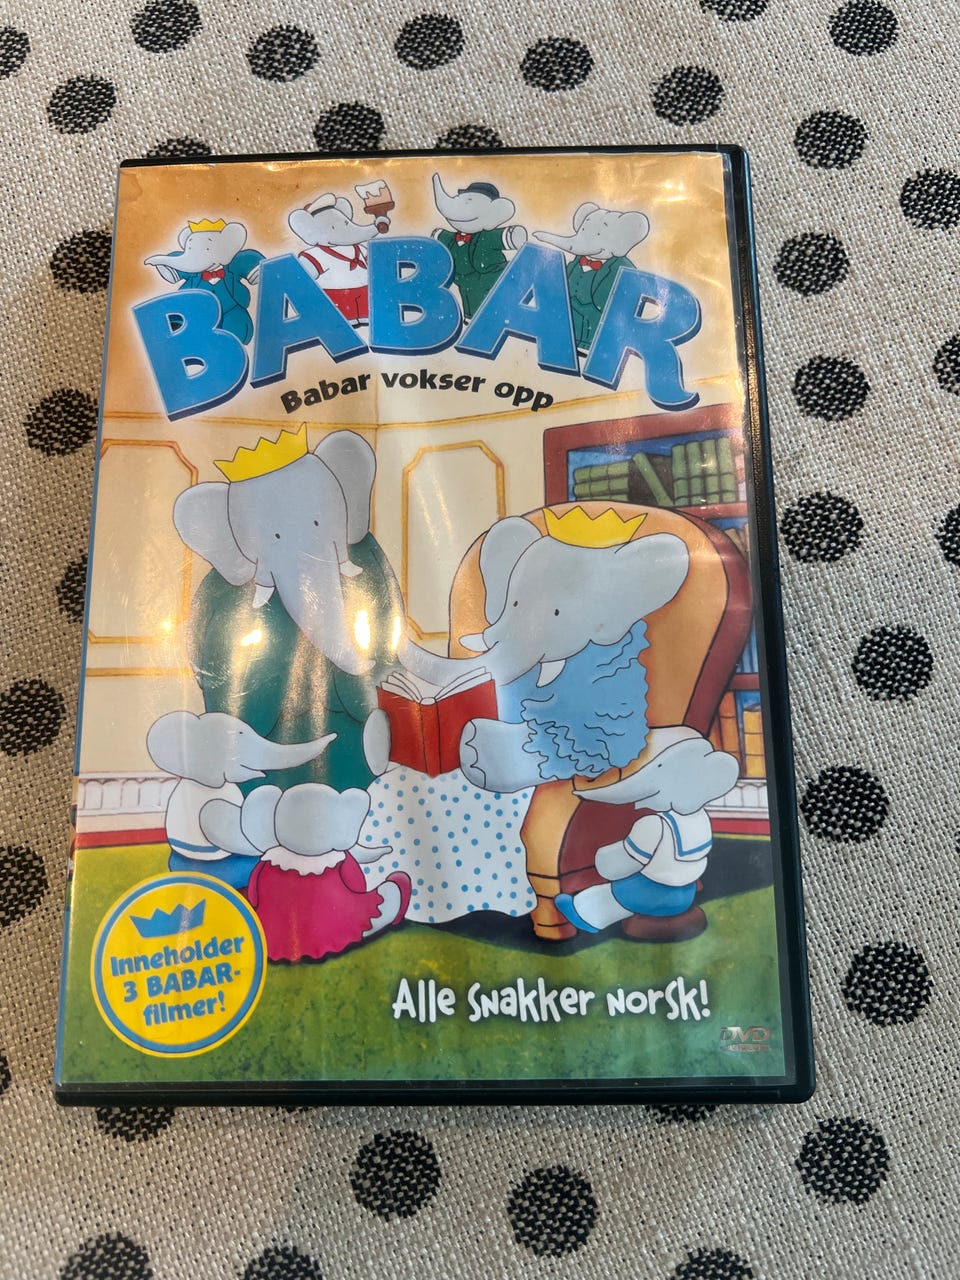 BABAR
Babar vokser opp
Inneholder
3 BABAR-
filmer!
Alle snakker norsk!
DVD